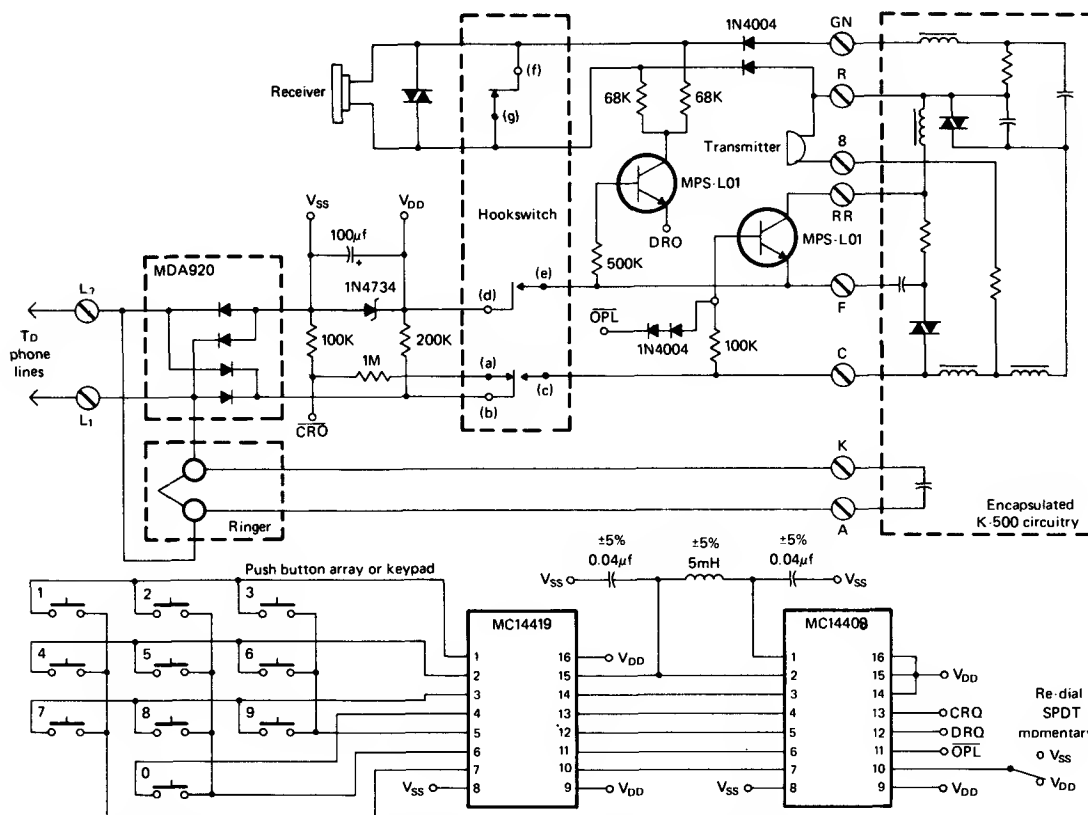 1N4004
GN
Receiver
(f)
68K
68K
R
(g)
Transmitter
8
MPS-L01
VSS
VDD
Hookswitch
RR
100µf
+
DRO
MPS-L01
MDA920
500K
1N4734
(e)
L2
(d)
F
TD
phone
lines
100K
200K
OPL
1N4004
100K
1M
(a)
(c)
C
(b)
L1
CRO
K
Ringer
A
Encapsulated
K-500 circuitry
±5%
0.04µf
±5%
5mH
±5%
0.04µf
VSS
VSS
Push button array or keypad
1
2
3
MC14419
MC14409
1
16
VDD
1
16
4
5
6
2
15
2
15
VDD
3
14
3
14
7
8
9
4
13
4
13
CRQ
5
12
5
12
DRQ
6
11
6
11
OPL
0
7
10
7
10
VSS
8
9
VDD
VSS
8
9
VDD
Re-dial
SPDT
momentary
VSS
VDD